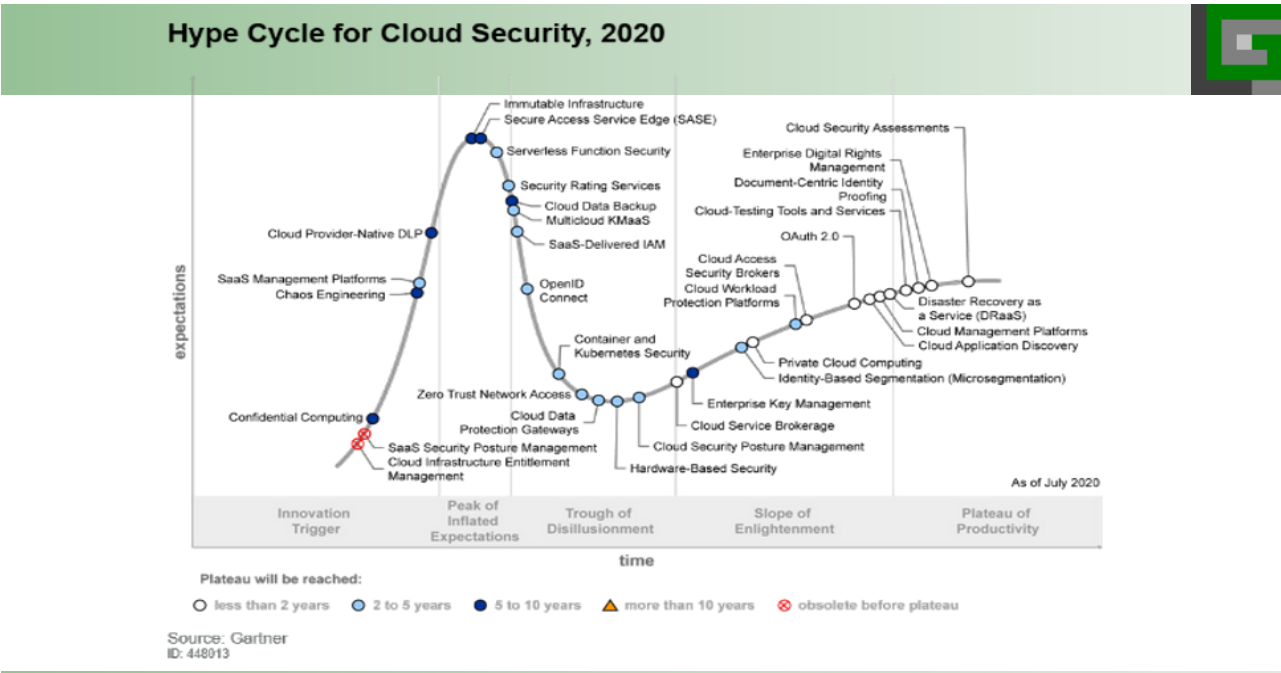 Hype Cycle for Cloud Security, 2020
Immutable Infrastructure
Secure Access Service Edge (SASE)
Serverless Function Security
Security Rating Services
Cloud Data Backup
Multicloud KMaaS
SaaS-Delivered IAM
OpenID
Connect
Cloud Provider-Native DLP
SaaS Management Platforms
Chaos Engineering
Confidential Computing
SaaS Security Posture Management
Cloud Infrastructure Entitlement
Management
Container and
Kubernetes Security
Zero Trust Network Access
Cloud Data
Protection Gateways
Hardware-Based Security
Cloud Security Posture Management
Cloud Service Brokerage
Enterprise Key Management
Identity-Based Segmentation (Microsegmentation)
Private Cloud Computing
Cloud Workload
Protection Platforms
Cloud Access
Security Brokers
OAuth 2.0
Cloud Application Discovery
Cloud Management Platforms
Disaster Recovery as
a Service (DRaaS)
Cloud-Testing Tools and Services
Document-Centric Identity
Proofing
Enterprise Digital Rights
Management
Cloud Security Assessments
expectations
As of July 2020
Innovation
Trigger
Peak of
Inflated
Expectations
Trough of
Disillusionment
Slope of
Enlightenment
Plateau of
Productivity
time
Plateau will be reached:
less than 2 years
2 to 5 years
5 to 10 years
more than 10 years
obsolete before plateau
Source: Gartner
ID: 448013